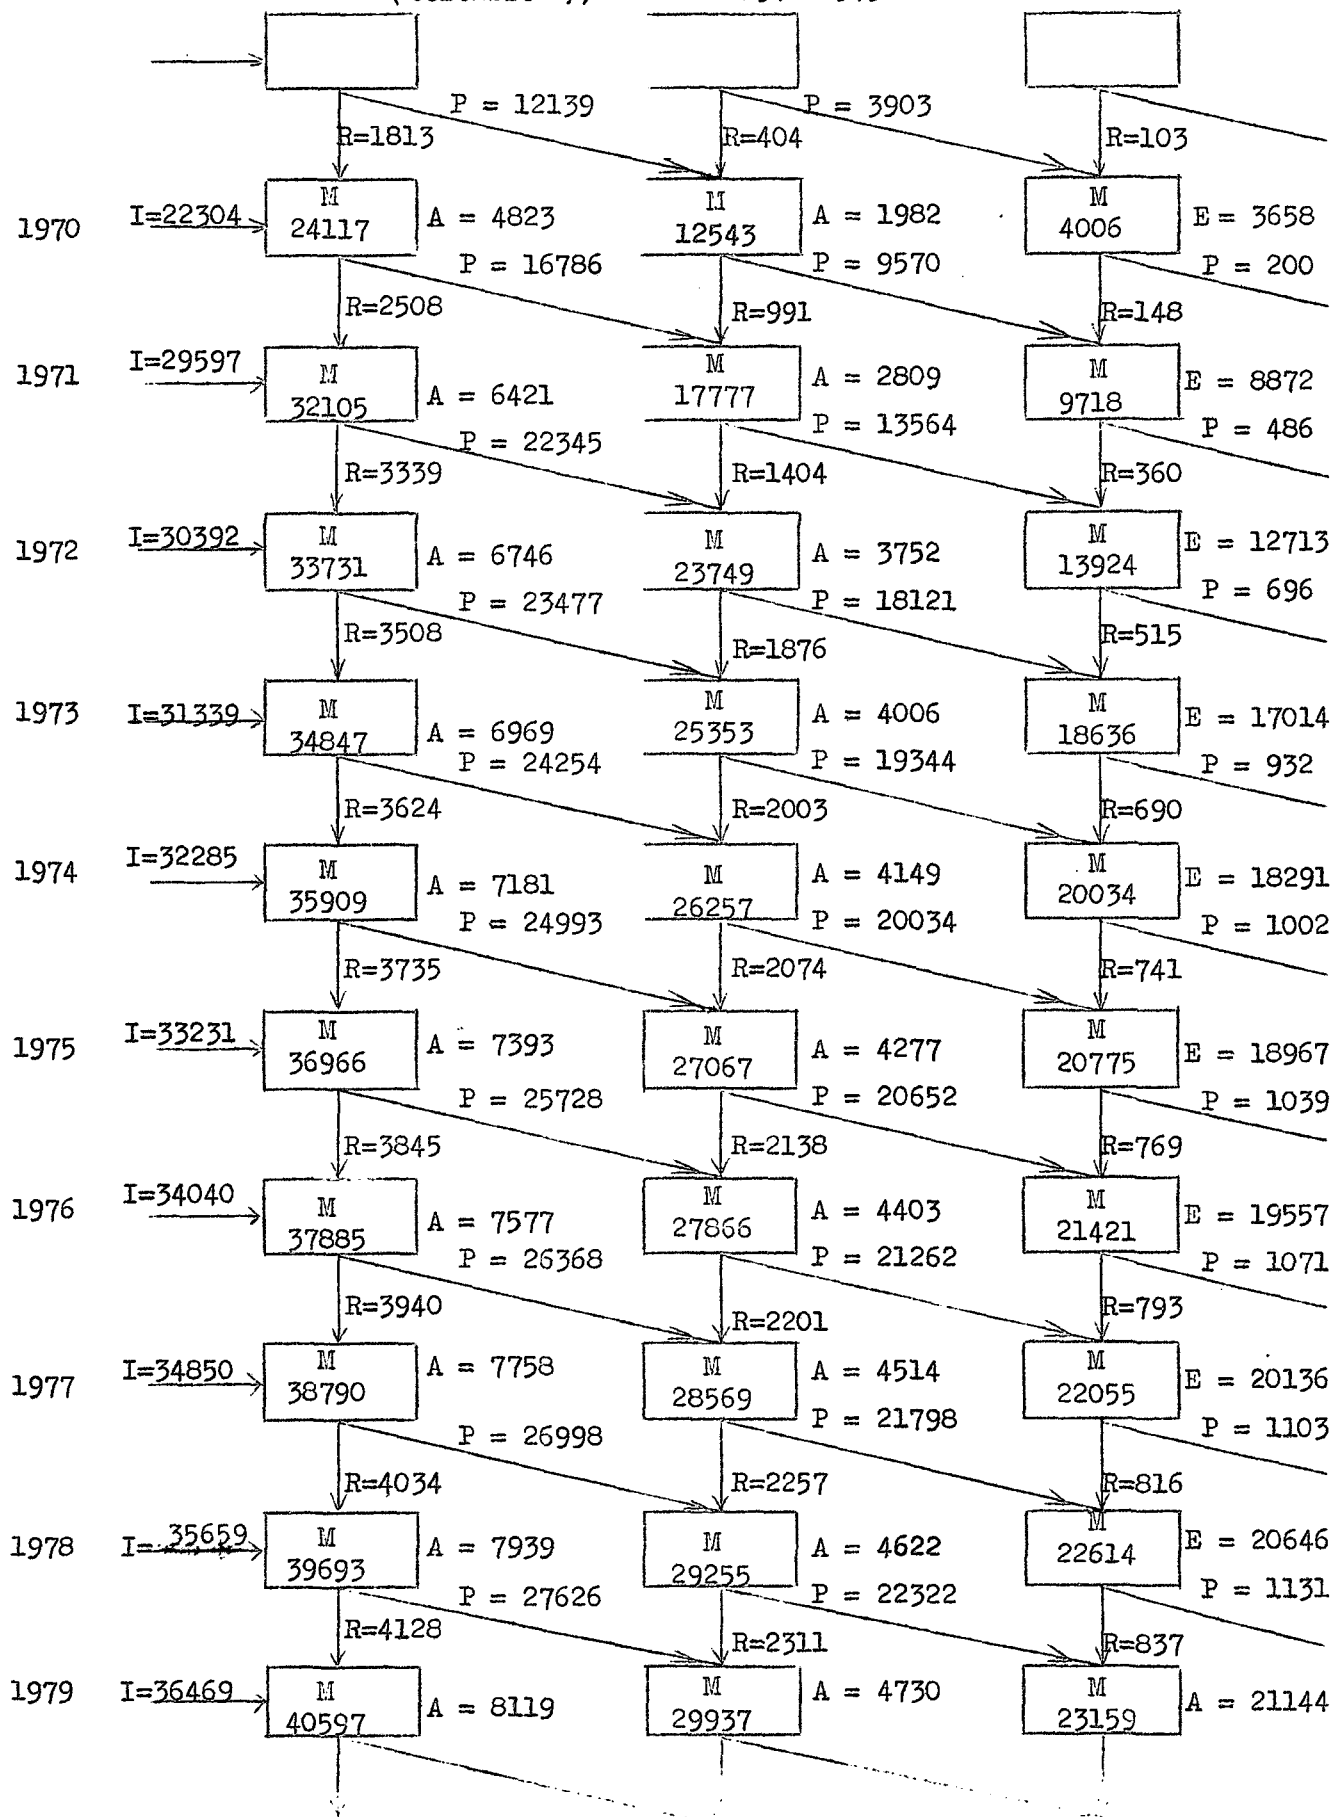 P = 12139 P = 3903
R=1813 R=404 R=103
M M M
1970 I=22304 24117 A = 4823 12543 A = 1982 4006 E = 3658
P = 16786 P = 9570 P = 200
R=2508 R=991 R=148
1971 I=29597 M M A = 2809 M E = 8872
32105 A = 6421 17777 9718
P = 22345 P = 13564 P = 486
R=3339 R=1404 R=360
1972 I=30392 M M M E = 12713
33731 A = 6746 23749 A = 3752 13924
P = 23477 P = 18121 P = 696
R=3508 R=1876 R=515
1973 I=31339 M M A = 4006 M E = 17014
34847 A = 6969 25353 18636
P = 24254 P = 19344 P = 932
R=3624 R=2003 R=690
1974 I=32285 M M A = 4149 M E = 18291
35909 A = 7181 26257 20034
P = 24993 P = 20034 P = 1002
R=3735 R=2074 R=741
1975 I=33231 M M M
36966 A = 7393 27067 A = 4277 20775 E = 18967
P = 25728 P = 20652 P = 1039
R=3845 R=2138 R=769
1976 I=34040 M M M
37885 A = 7577 27866 A = 4403 21421 E = 19557
P = 26368 P = 21262 P = 1071
R=3940 R=2201 R=793
1977 I=34850 M A = 7758 M A = 4514 M E = 20136
38790 28569 22055
P = 26998 P = 21798 P = 1103
R=4034 R=2257 R=816
1978 I= 35659 M A = 7939 M A = 4622 M E = 20646
39693 29255 22614
P = 27626 P = 22322 P = 1131
R=4128 R=2311 R=837
1979 I=36469 M M A = 4730 M A = 21144
40597 A = 8119 29937 23159